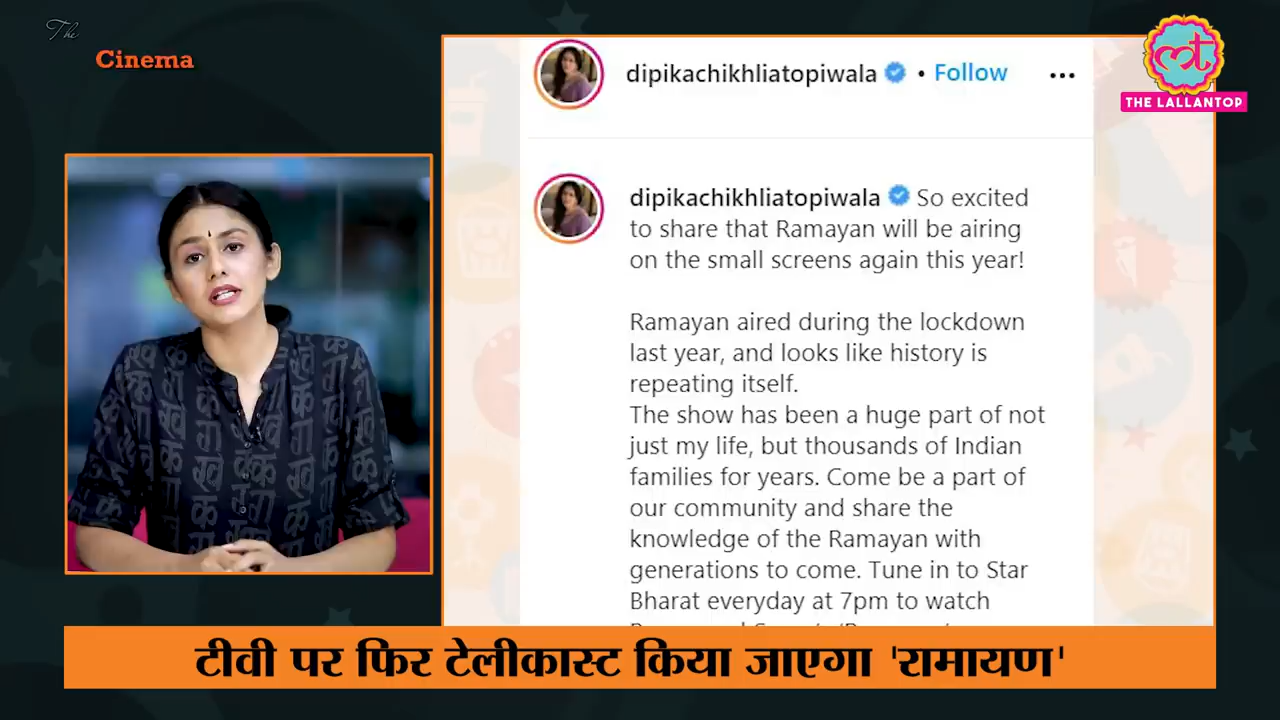 The
Cinema
dipikachikhliatopiwala • Follow ...
THE LALLANTOP
dipikachikhliatopiwala So excited
to share that Ramayan will be airing
on the small screens again this year!
Ramayan aired during the lockdown
last year, and looks like history is
repeating itself.
The show has been a huge part of not
just my life, but thousands of Indian
families for years. Come be a part of
our community and share the
knowledge of the Ramayan with
generations to come. Tune in to Star
Bharat everyday at 7pm to watch
टीवी पर फिर टेलीकास्ट किया जाएगा 'रामायण'